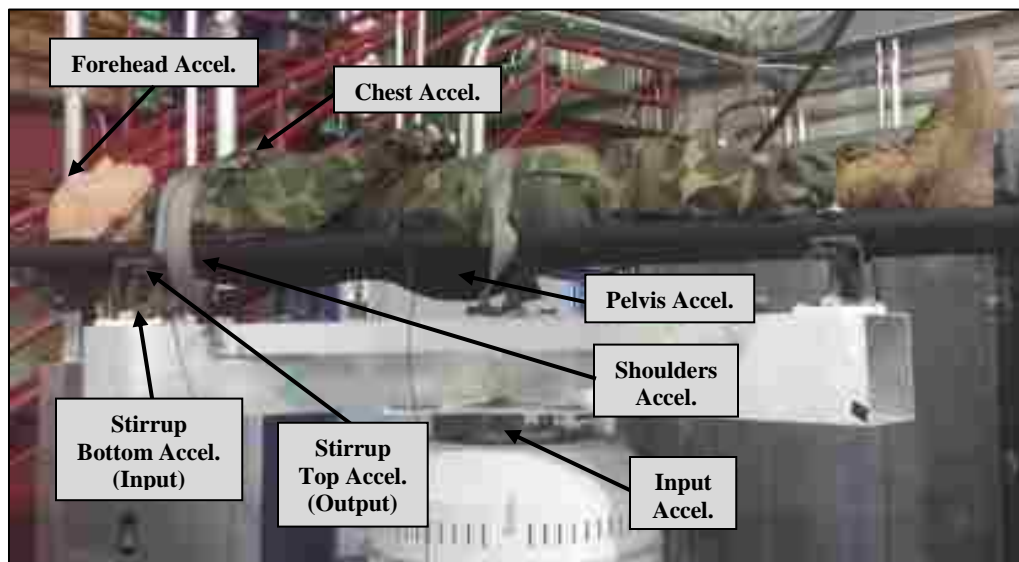 Forehead Accel.
Chest Accel.
Pelvis Accel.
Shoulders
Accel.
Stirrup
Bottom Accel.
(Input)
Stirrup
Top Accel.
(Output)
Input
Accel.